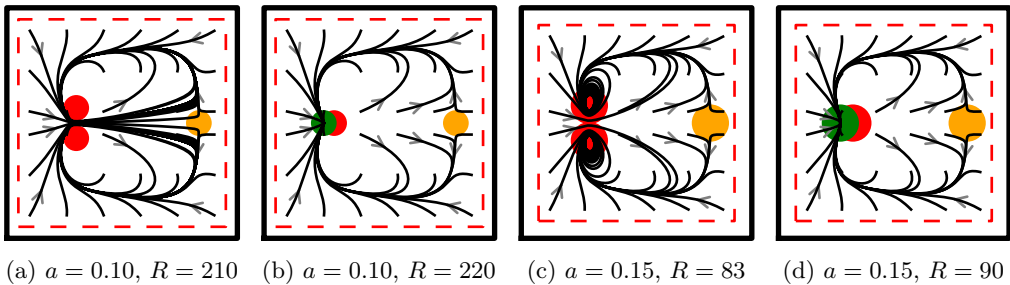 (a) a = 0.10, R = 210
(b) a = 0.10, R = 220
(c) a = 0.15, R = 83
(d) a = 0.15, R = 90